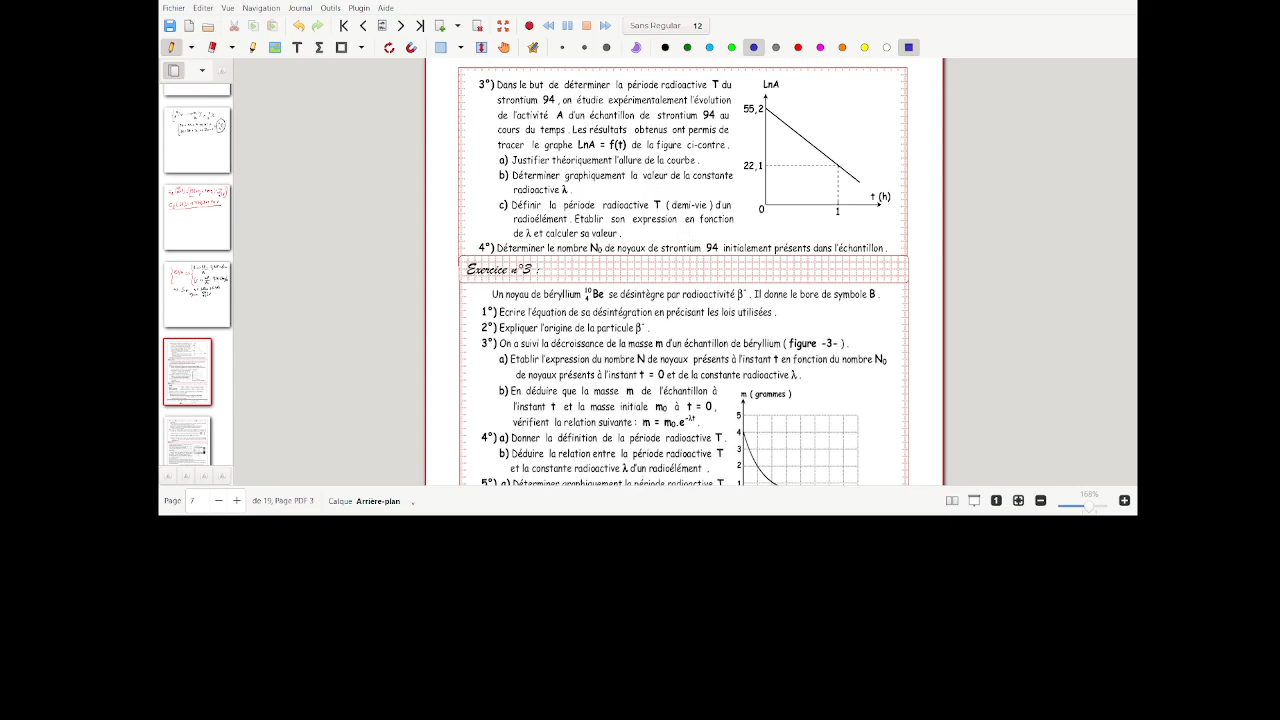 Fichier Editer Vue Navigation Journal Outils Plugin Aide
Sans Regular 12
3°) Dans le but de déterminer la période radioactive T du
strontium 94, on étudie expérimentalement l'évolution
de l'activité A d'un échantillon de strontium 94 au
cours du temps. Les résultats obtenus ont permis de
tracer le graphe LnA = f(t) de la figure ci-contre.
a) Justifier théoriquement l'allure de la courbe.
b) Déterminer graphiquement la valeur de la constante
radioactive λ.
c) Définir la période radioactive T (demi-vie) d'un
radioélément. Etablir son expression en fonction
de λ et calculer sa valeur.
LnA
55,2
22,1
0
1
t (h)
4°) Déterminer le nombre N0 de noyaux de strontium 94 initialement présents dans l'échantillon.
Exercice n°3 :
Un noyau de béryllium 10 4 Be se désintègre par radioactivité β-. Il donne le bore de symbole B.
1°) Ecrire l'équation de sa désintégration en précisant les lois utilisées.
2°) Expliquer l'origine de la particule β-.
3°) On a suivi la décroissance de la masse m d'un échantillon de béryllium ( figure -3- ).
a) Etablir l'expression du nombre N de noyaux présents à l'instant t en fonction du nombre N0
de noyaux présents à l'instant t = 0 et de la constante radioactive λ.
b) En déduire que la masse m de l'échantillon à
l'instant t et la masse initiale m0 à t = 0,
vérifient la relation suivante : m = m0.e
4°) a) Donner la définition de la période radioactive T.
b) Déduire la relation entre la période radioactive T
et la constante radioactive λ d'un radioélément.
5°) a) Déterminer graphiquement la période radioactive T
m ( grammes )
5
4
3
2
1
Page 7 de 19, Page PDF 3 Calque Arrière-plan
168%